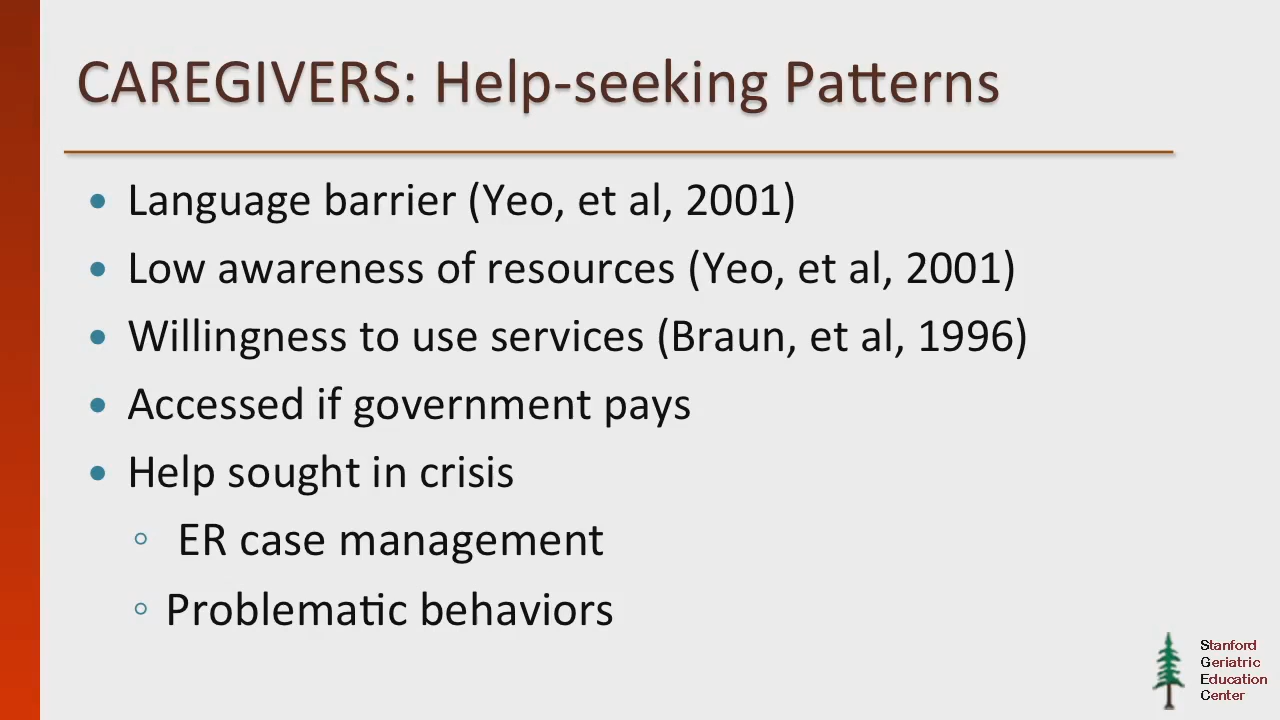 CAREGIVERS: Help-seeking Patterns
• Language barrier (Yeo, et al, 2001)
• Low awareness of resources (Yeo, et al, 2001)
• Willingness to use services (Braun, et al, 1996)
• Accessed if government pays
• Help sought in crisis
◦ ER case management
◦ Problematic behaviors
Stanford
Geriatric
Education
Center